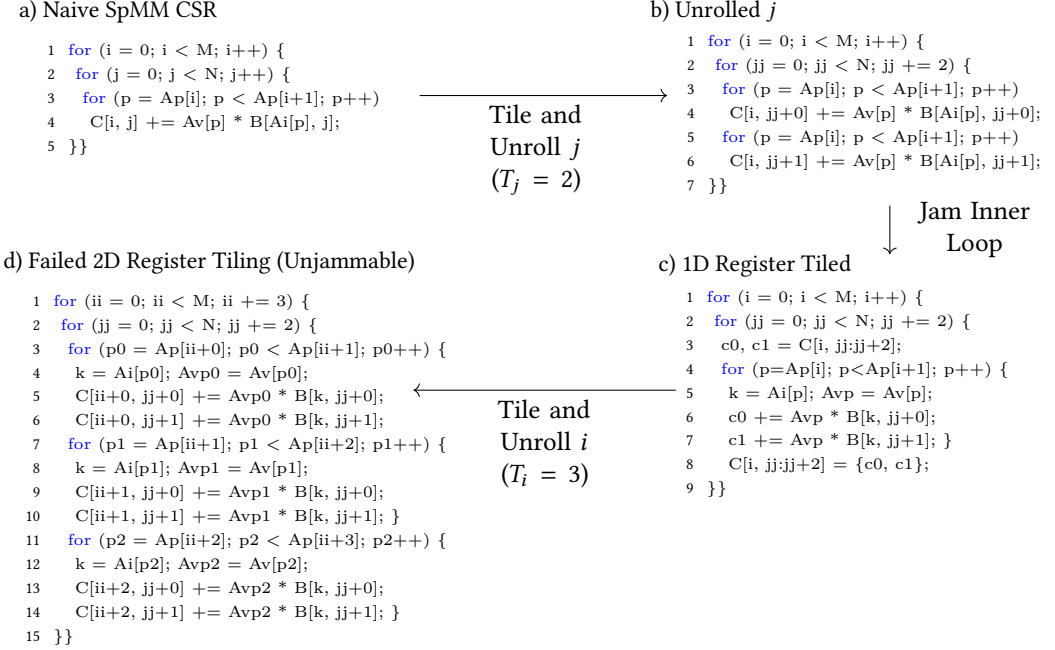 a) Naive SpMM CSR
1 for (i = 0; i < M; i++) {
2 for (j = 0; j < N; j++) {
3 for (p = Ap[i]; p < Ap[i+1]; p++)
4 C[i, j] += Av[p] * B[Ai[p], j];
5 }}
Tile and
Unroll j
(T_j = 2)
b) Unrolled j
1 for (i = 0; i < M; i++) {
2 for (jj = 0; jj < N; jj += 2) {
3 for (p = Ap[i]; p < Ap[i+1]; p++)
4 C[i, jj+0] += Av[p] * B[Ai[p], jj+0];
5 for (p = Ap[i]; p < Ap[i+1]; p++)
6 C[i, jj+1] += Av[p] * B[Ai[p], jj+1];
7 }}
Jam Inner
Loop
c) 1D Register Tiled
1 for (i = 0; i < M; i++) {
2 for (jj = 0; jj < N; jj += 2) {
3 c0, c1 = C[i, jj:jj+2];
4 for (p=Ap[i]; p<Ap[i+1]; p++) {
5 k = Ai[p]; Avp = Av[p];
6 c0 += Avp * B[k, jj+0];
7 c1 += Avp * B[k, jj+1]; }
8 C[i, jj:jj+2] = {c0, c1};
9 }}
Tile and
Unroll i
(T_i = 3)
d) Failed 2D Register Tiling (Unjammable)
1 for (ii = 0; ii < M; ii += 3) {
2 for (jj = 0; jj < N; jj += 2) {
3 for (p0 = Ap[ii+0]; p0 < Ap[ii+1]; p0++) {
4 k = Ai[p0]; Avp0 = Av[p0];
5 C[ii+0, jj+0] += Avp0 * B[k, jj+0];
6 C[ii+0, jj+1] += Avp0 * B[k, jj+1];
7 for (p1 = Ap[ii+1]; p1 < Ap[ii+2]; p1++) {
8 k = Ai[p1]; Avp1 = Av[p1];
9 C[ii+1, jj+0] += Avp1 * B[k, jj+0];
10 C[ii+1, jj+1] += Avp1 * B[k, jj+1]; }
11 for (p2 = Ap[ii+2]; p2 < Ap[ii+3]; p2++) {
12 k = Ai[p2]; Avp2 = Av[p2];
13 C[ii+2, jj+0] += Avp2 * B[k, jj+0];
14 C[ii+2, jj+1] += Avp2 * B[k, jj+1]; }
15 }}